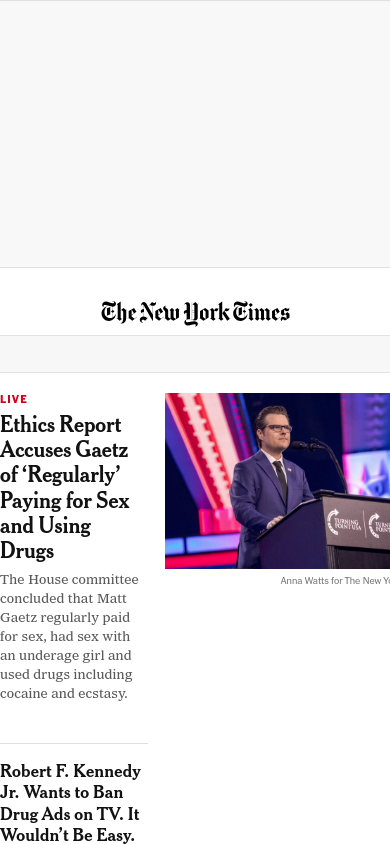 The New York Times
LIVE
Ethics Report
Accuses Gaetz
of ‘Regularly’
Paying for Sex
and Using
Drugs
The House committee
concluded that Matt
Gaetz regularly paid
for sex, had sex with
an underage girl and
used drugs including
cocaine and ecstasy.
TURNING
POINT USA
TURNING
Anna Watts for The New
Robert F. Kennedy
Jr. Wants to Ban
Drug Ads on TV. It
Wouldn’t Be Easy.